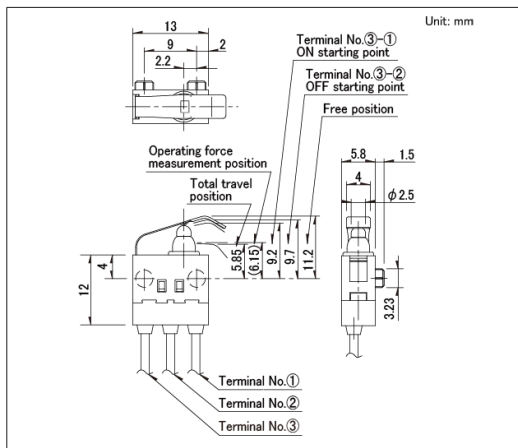 Unit: mm
13
9
2
2.2
Terminal No.③-①
ON starting point
Terminal No.③-②
OFF starting point
Free position
Operating force
measurement position
Total travel
position
5.8
1.5
4
φ2.5
4
12
5.85
(6.15)
9.2
9.7
11.2
3.23
Terminal No.①
Terminal No.②
Terminal No.③